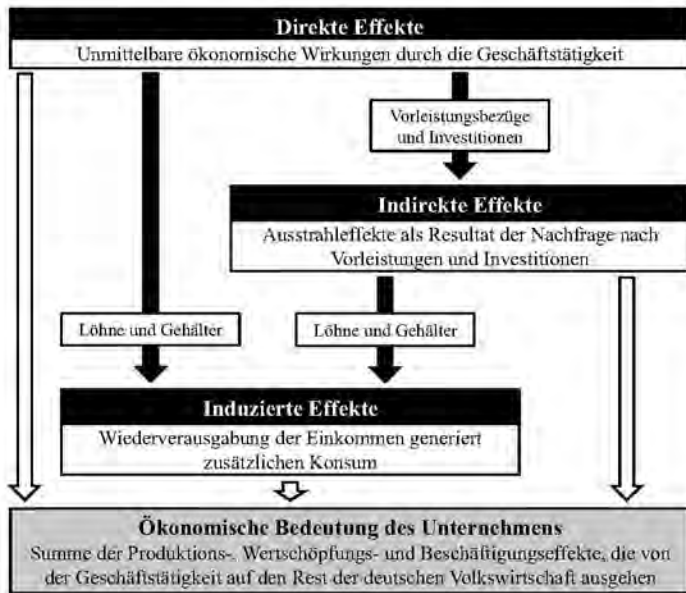 Direkte Effekte
Unmittelbare ökonomische Wirkungen durch die Geschäftstätigkeit
Vorleistungsbezüge
und Investitionen
Indirekte Effekte
Ausstrahleffekte als Resultat der Nachfrage nach
Vorleistungen und Investitionen
Löhne und Gehälter
Löhne und Gehälter
Induzierte Effekte
Wiederverausgabung der Einkommen generiert
zusätzlichen Konsum
Ökonomische Bedeutung des Unternehmens
Summe der Produktions-, Wertschöpfungs- und Beschäftigungseffekte, die von
der Geschäftstätigkeit auf den Rest der deutschen Volkswirtschaft ausgehen